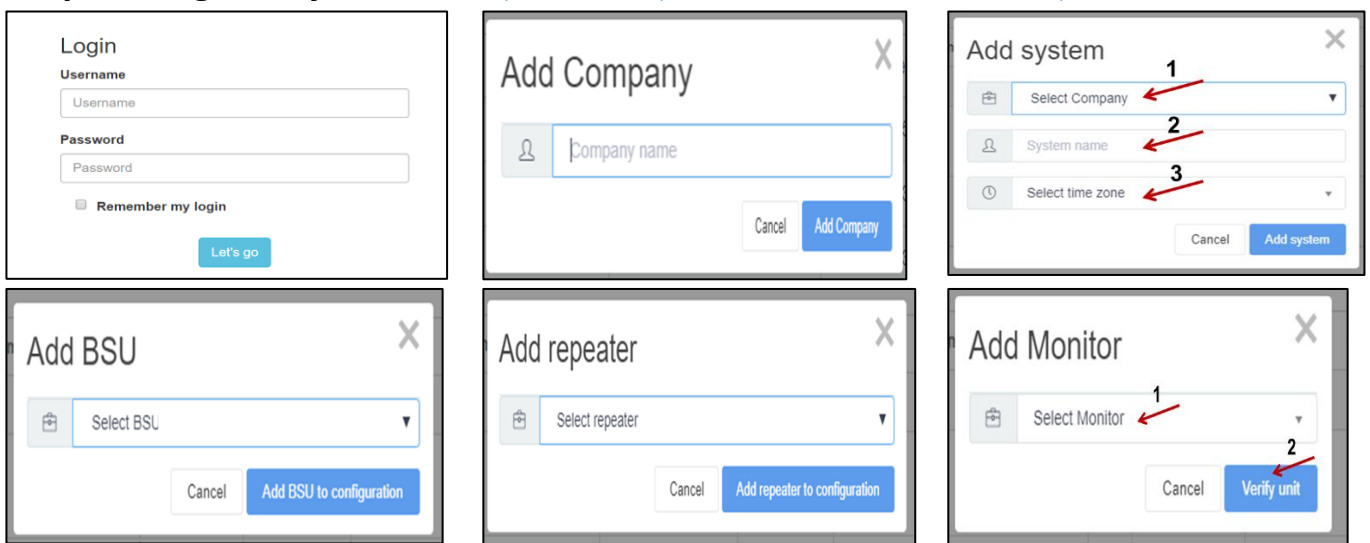 Login
Username
Username
Password
Password
Remember my login
Let's go
Add Company
X
Company name
Cancel
Add Company
Add system
X
1
Select Company
2
System name
3
Select time zone
Cancel
Add system
Add BSU
X
Select BSU
Cancel
Add BSU to configuration
Add repeater
X
Select repeater
Cancel
Add repeater to configuration
Add Monitor
X
1
Select Monitor
2
Cancel
Verify unit